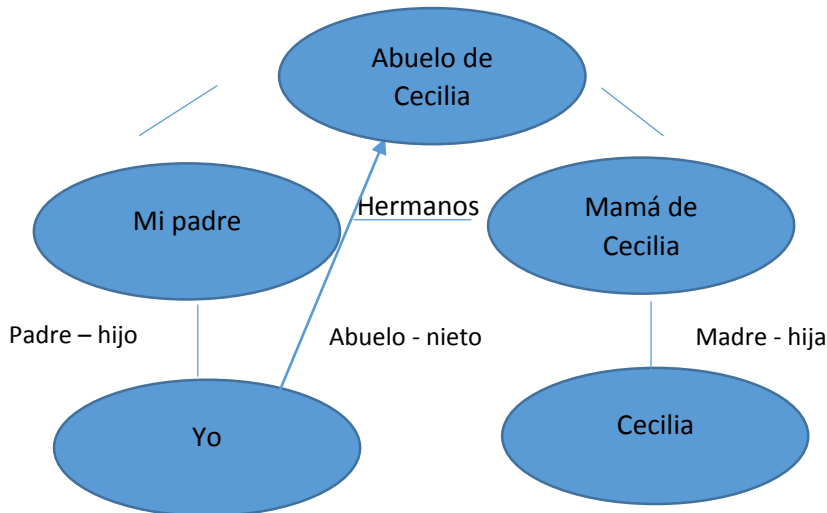 Abuelo de
Cecilia
Mi padre
Hermanos
Mamá de
Cecilia
Padre – hijo
Abuelo - nieto
Madre - hija
Yo
Cecilia